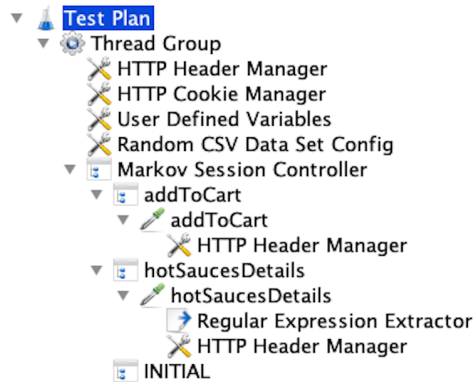 Test Plan
Thread Group
HTTP Header Manager
HTTP Cookie Manager
User Defined Variables
Random CSV Data Set Config
Markov Session Controller
addToCart
addToCart
HTTP Header Manager
hotSaucesDetails
hotSaucesDetails
Regular Expression Extractor
HTTP Header Manager
INITIAL